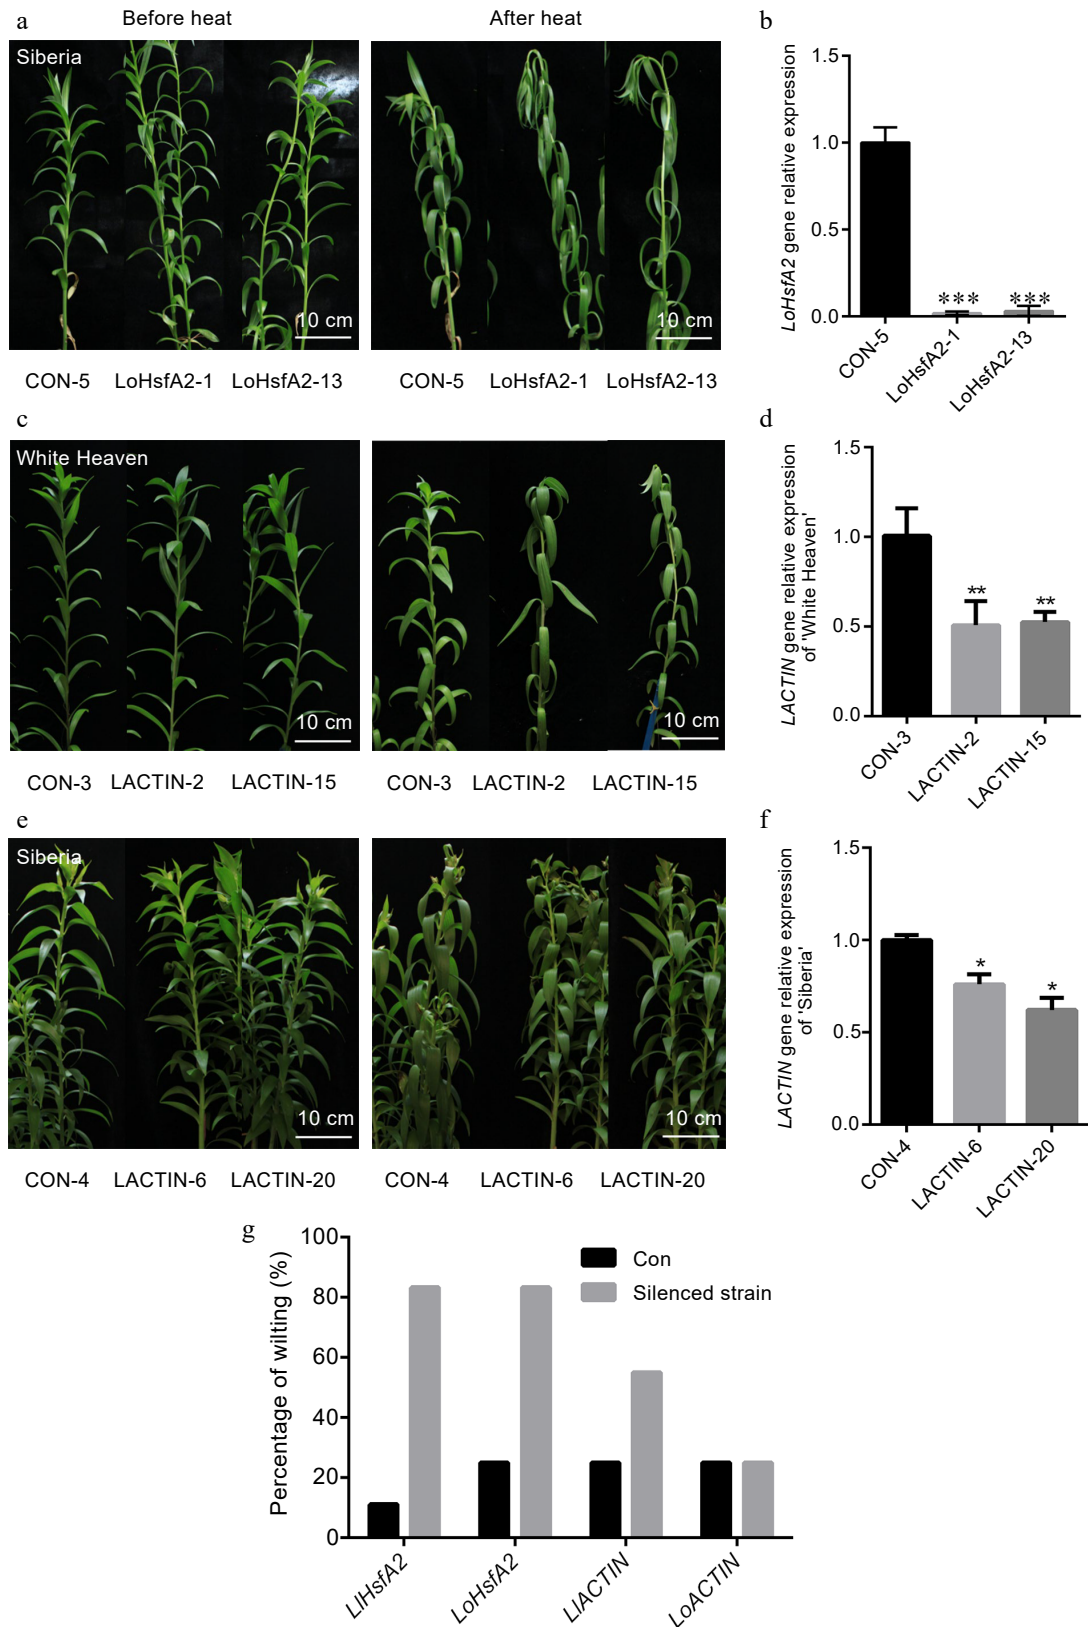 a
Before heat
After heat
Siberia
10 cm
10 cm
CON-5 LoHsfA2-1 LoHsfA2-13
CON-5 LoHsfA2-1 LoHsfA2-13
b
LoHsfA2 gene relative expression
1.5
1.0
0.5
0.0
***
***
CON-5
LoHsfA2-1
LoHsfA2-13
c
White Heaven
10 cm
10 cm
CON-3 LACTIN-2 LACTIN-15
CON-3 LACTIN-2 LACTIN-15
d
LACTIN gene relative expression
of 'White Heaven'
1.5
1.0
0.5
0.0
**
**
CON-3
LACTIN-2
LACTIN-15
e
Siberia
10 cm
10 cm
CON-4 LACTIN-6 LACTIN-20
CON-4 LACTIN-6 LACTIN-20
f
LACTIN gene relative expression
of 'Siberia'
1.5
1.0
0.5
0.0
*
*
CON-4
LACTIN-6
LACTIN-20
g
Percentage of wilting (%)
100
80
60
40
20
0
Con
Silenced strain
LlHsfA2
LoHsfA2
LlACTIN
LoACTIN